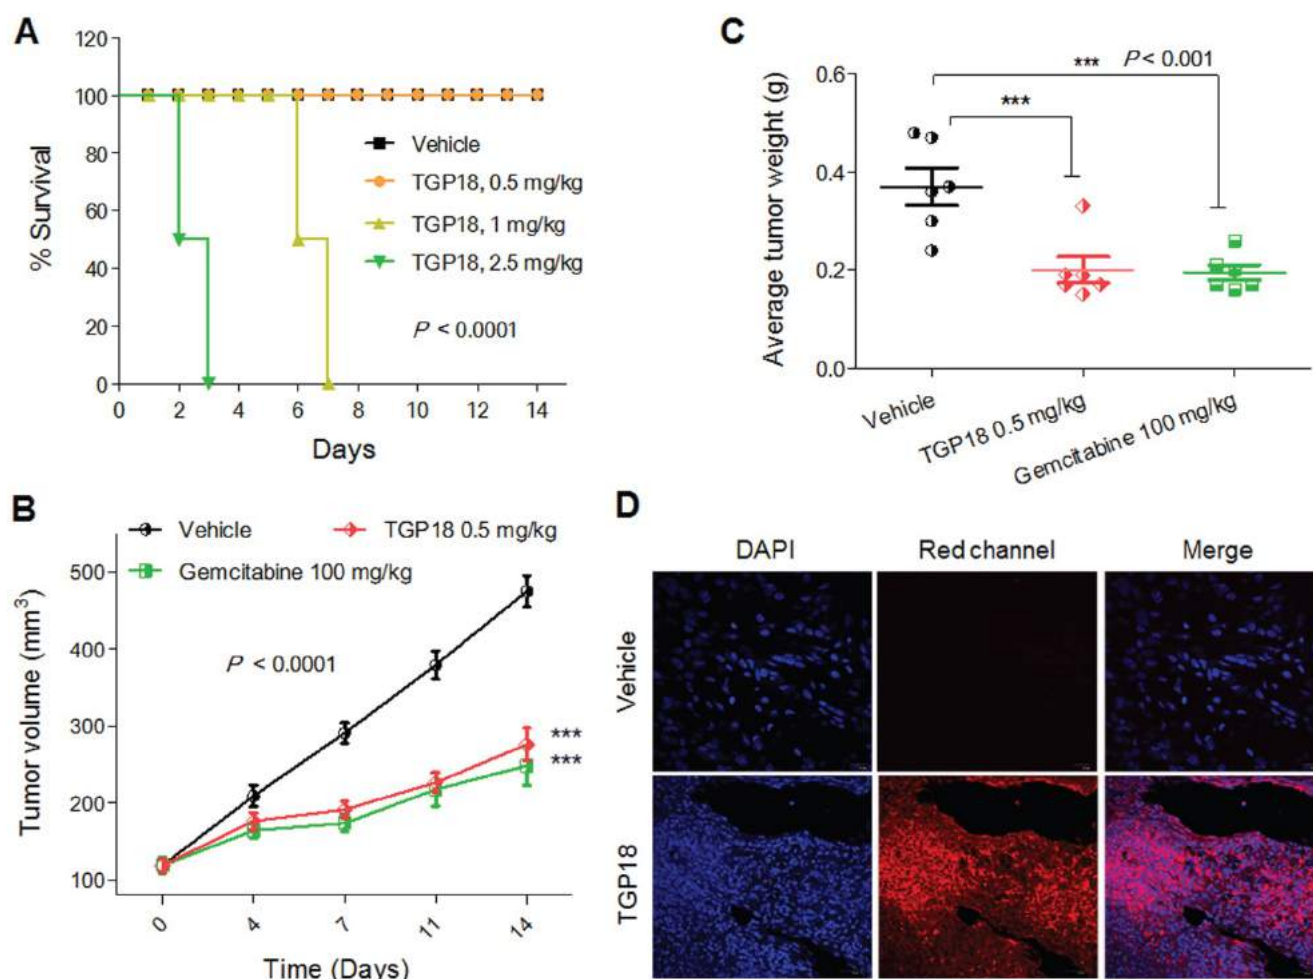 A
120
100
80
60
40
20
0
% Survival
Vehicle
TGP18, 0.5 mg/kg
TGP18, 1 mg/kg
TGP18, 2.5 mg/kg
P < 0.0001
0 2 4 6 8 10 12 14
Days
B
Vehicle
TGP18 0.5 mg/kg
Gemcitabine 100 mg/kg
500
400
300
200
100
Tumor volume (mm³)
P < 0.0001
***
***
0 4 7 11 14
Time (Days)
C
*** P < 0.001
***
0.6
0.4
0.2
0.0
Average tumor weight (g)
Vehicle
TGP18 0.5 mg/kg
Gemcitabine 100 mg/kg
D
DAPI Red channel Merge
Vehicle
TGP18